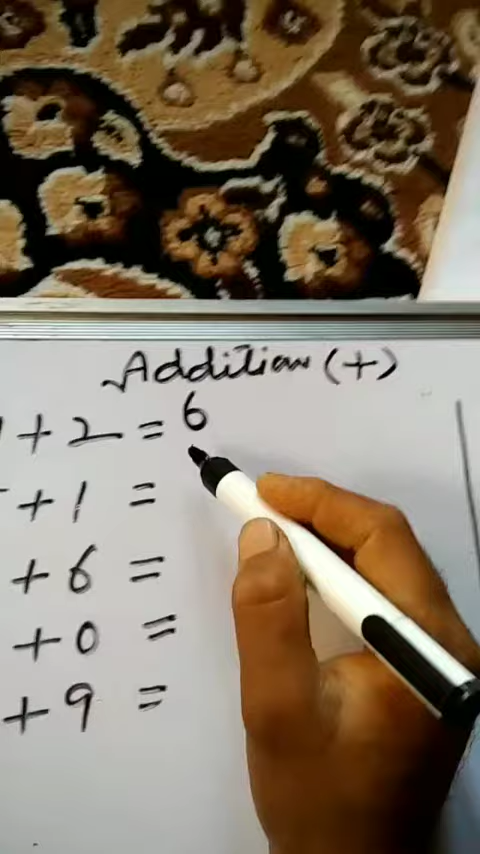 Addition (+)
+ 2 = 6
+ 1 =
+ 6 =
+ 0 =
+ 9 =